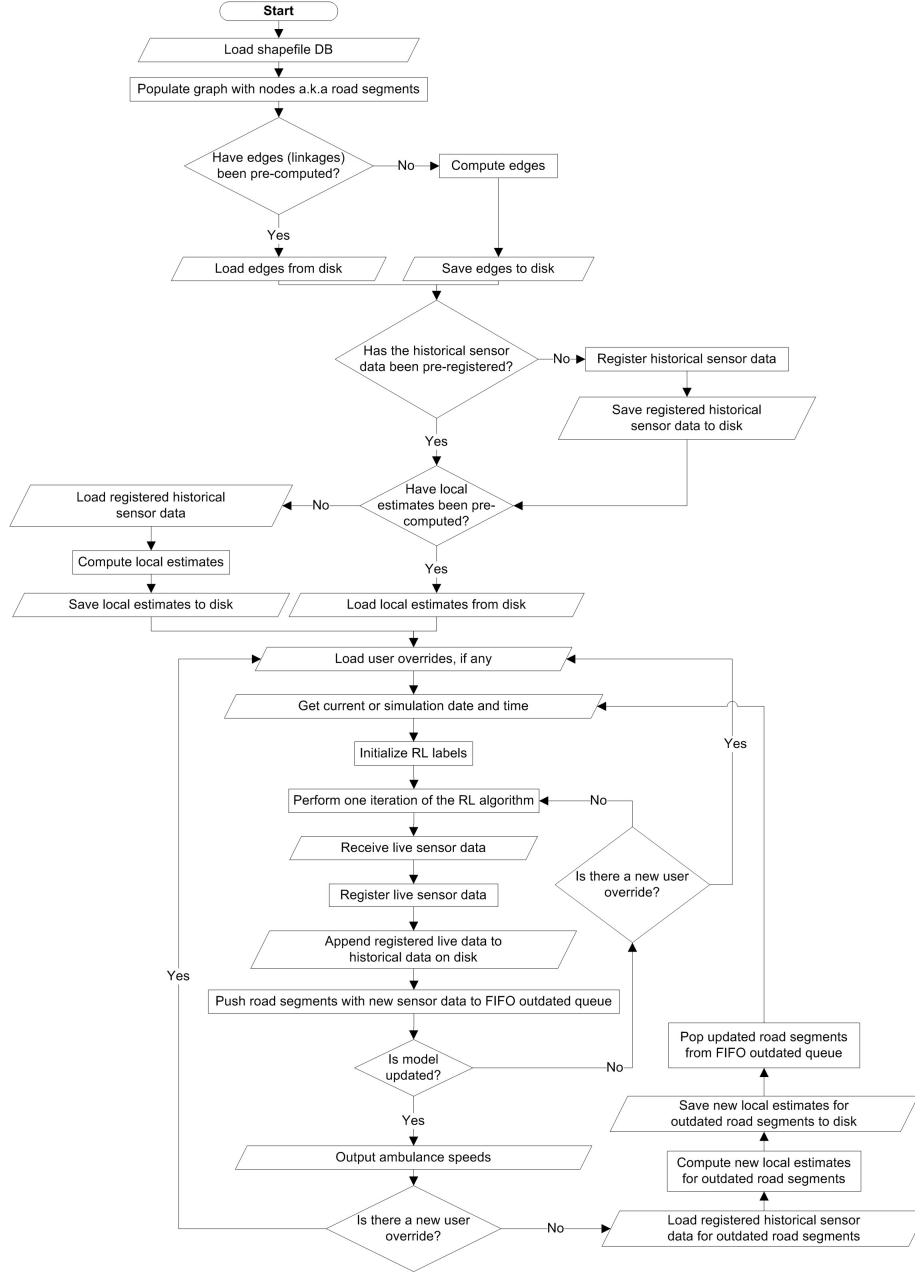 Start
Load shapefile DB
Populate graph with nodes a.k.a road segments
Have edges (linkages)
been pre-computed?
No
Compute edges
Yes
Load edges from disk
Save edges to disk
Has the historical sensor
data been pre-registered?
No
Register historical sensor data
Save registered historical
sensor data to disk
Yes
Have local
estimates been pre-
computed?
No
Load registered historical
sensor data
Compute local estimates
Save local estimates to disk
Yes
Load local estimates from disk
Load user overrides, if any
Get current or simulation date and time
Initialize RL labels
Perform one iteration of the RL algorithm
No
Yes
Receive live sensor data
Is there a new user
override?
Register live sensor data
Append registered live data to
historical data on disk
Yes
Push road segments with new sensor data to FIFO outdated queue
Is model
updated?
No
Pop updated road segments
from FIFO outdated queue
Yes
Save new local estimates for
outdated road segments to disk
Output ambulance speeds
Compute new local estimates
for outdated road segments
Is there a new user
override?
No
Load registered historical sensor
data for outdated road segments